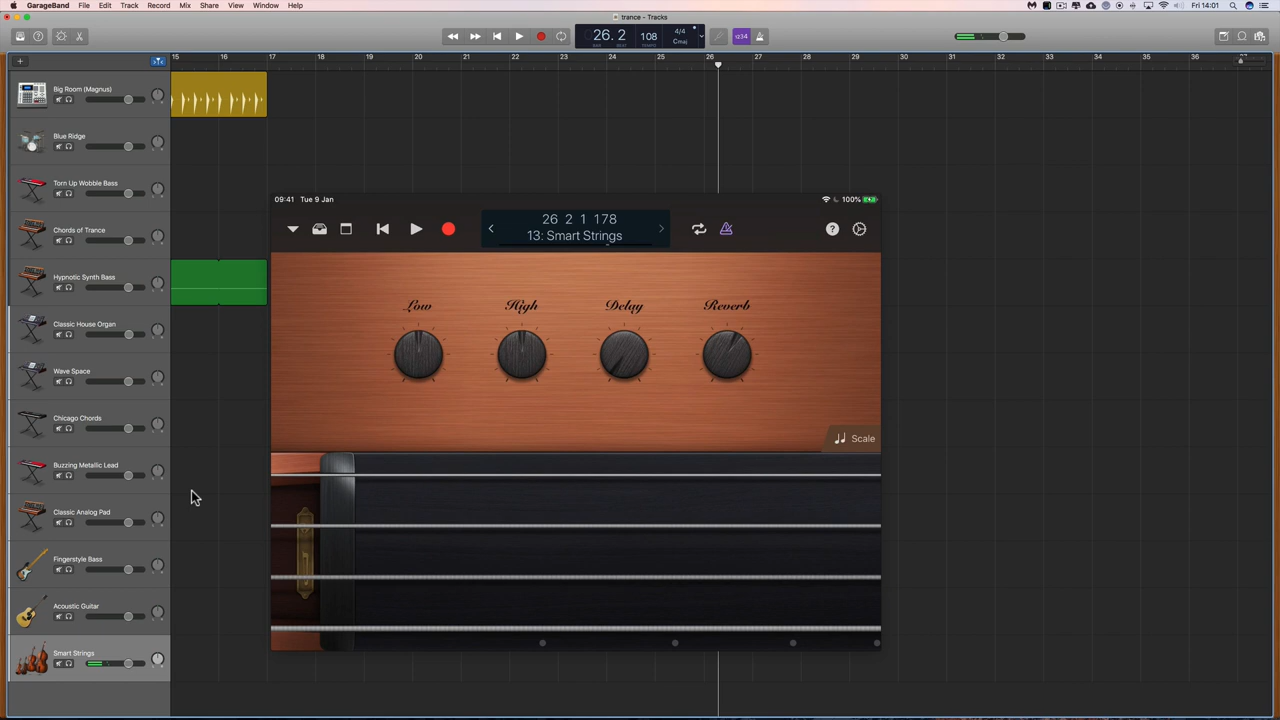 GarageBand File Edit Track Record Mix Share View Window Help Fri 14:01
trance - Tracks
26. 2 108 4/4
BAR BEAT TEMPO Cmaj
1234
15 16 17 18 19 20 21 22 23 24 25 26 27 28 29 30 31 32 33 34 35 36 37
Big Room (Magnus)
Blue Ridge
Torn Up Wobble Bass
Chords of Trance
Hypnotic Synth Bass
Classic House Organ
Wave Space
Chicago Chords
Buzzing Metallic Lead
Classic Analog Pad
Fingerstyle Bass
Acoustic Guitar
Smart Strings
09:41 Tue 9 Jan 100%
26 2 1 178
13: Smart Strings
?
Low High Delay Reverb
Scale